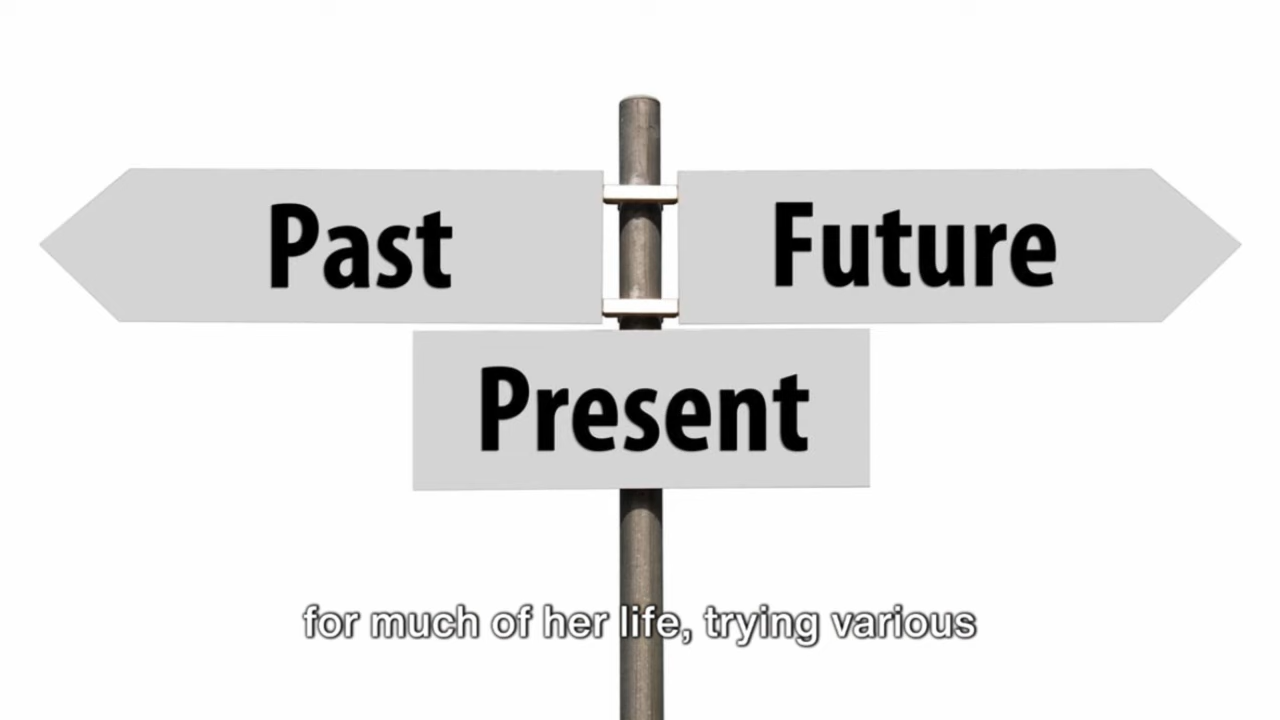 Past
Future
Present
for much of her life, trying various